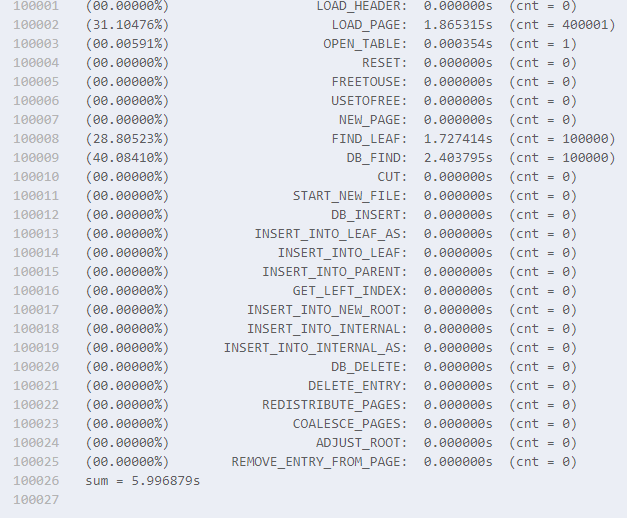 100001 (00.00000%) LOAD_HEADER: 0.000000s (cnt = 0)
100002 (31.10476%) LOAD_PAGE: 1.865315s (cnt = 400001)
100003 (00.00591%) OPEN_TABLE: 0.000354s (cnt = 1)
100004 (00.00000%) RESET: 0.000000s (cnt = 0)
100005 (00.00000%) FREETOUSE: 0.000000s (cnt = 0)
100006 (00.00000%) USETOFREE: 0.000000s (cnt = 0)
100007 (00.00000%) NEW_PAGE: 0.000000s (cnt = 0)
100008 (28.80523%) FIND_LEAF: 1.727414s (cnt = 100000)
100009 (40.08410%) DB_FIND: 2.403795s (cnt = 100000)
100010 (00.00000%) CUT: 0.000000s (cnt = 0)
100011 (00.00000%) START_NEW_FILE: 0.000000s (cnt = 0)
100012 (00.00000%) DB_INSERT: 0.000000s (cnt = 0)
100013 (00.00000%) INSERT_INTO_LEAF_AS: 0.000000s (cnt = 0)
100014 (00.00000%) INSERT_INTO_LEAF: 0.000000s (cnt = 0)
100015 (00.00000%) INSERT_INTO_PARENT: 0.000000s (cnt = 0)
100016 (00.00000%) GET_LEFT_INDEX: 0.000000s (cnt = 0)
100017 (00.00000%) INSERT_INTO_NEW_ROOT: 0.000000s (cnt = 0)
100018 (00.00000%) INSERT_INTO_INTERNAL: 0.000000s (cnt = 0)
100019 (00.00000%) INSERT_INTO_INTERNAL_AS: 0.000000s (cnt = 0)
100020 (00.00000%) DB_DELETE: 0.000000s (cnt = 0)
100021 (00.00000%) DELETE_ENTRY: 0.000000s (cnt = 0)
100022 (00.00000%) REDISTRIBUTE_PAGES: 0.000000s (cnt = 0)
100023 (00.00000%) COALESCE_PAGES: 0.000000s (cnt = 0)
100024 (00.00000%) ADJUST_ROOT: 0.000000s (cnt = 0)
100025 (00.00000%) REMOVE_ENTRY_FROM_PAGE: 0.000000s (cnt = 0)
100026 sum = 5.996879s
100027